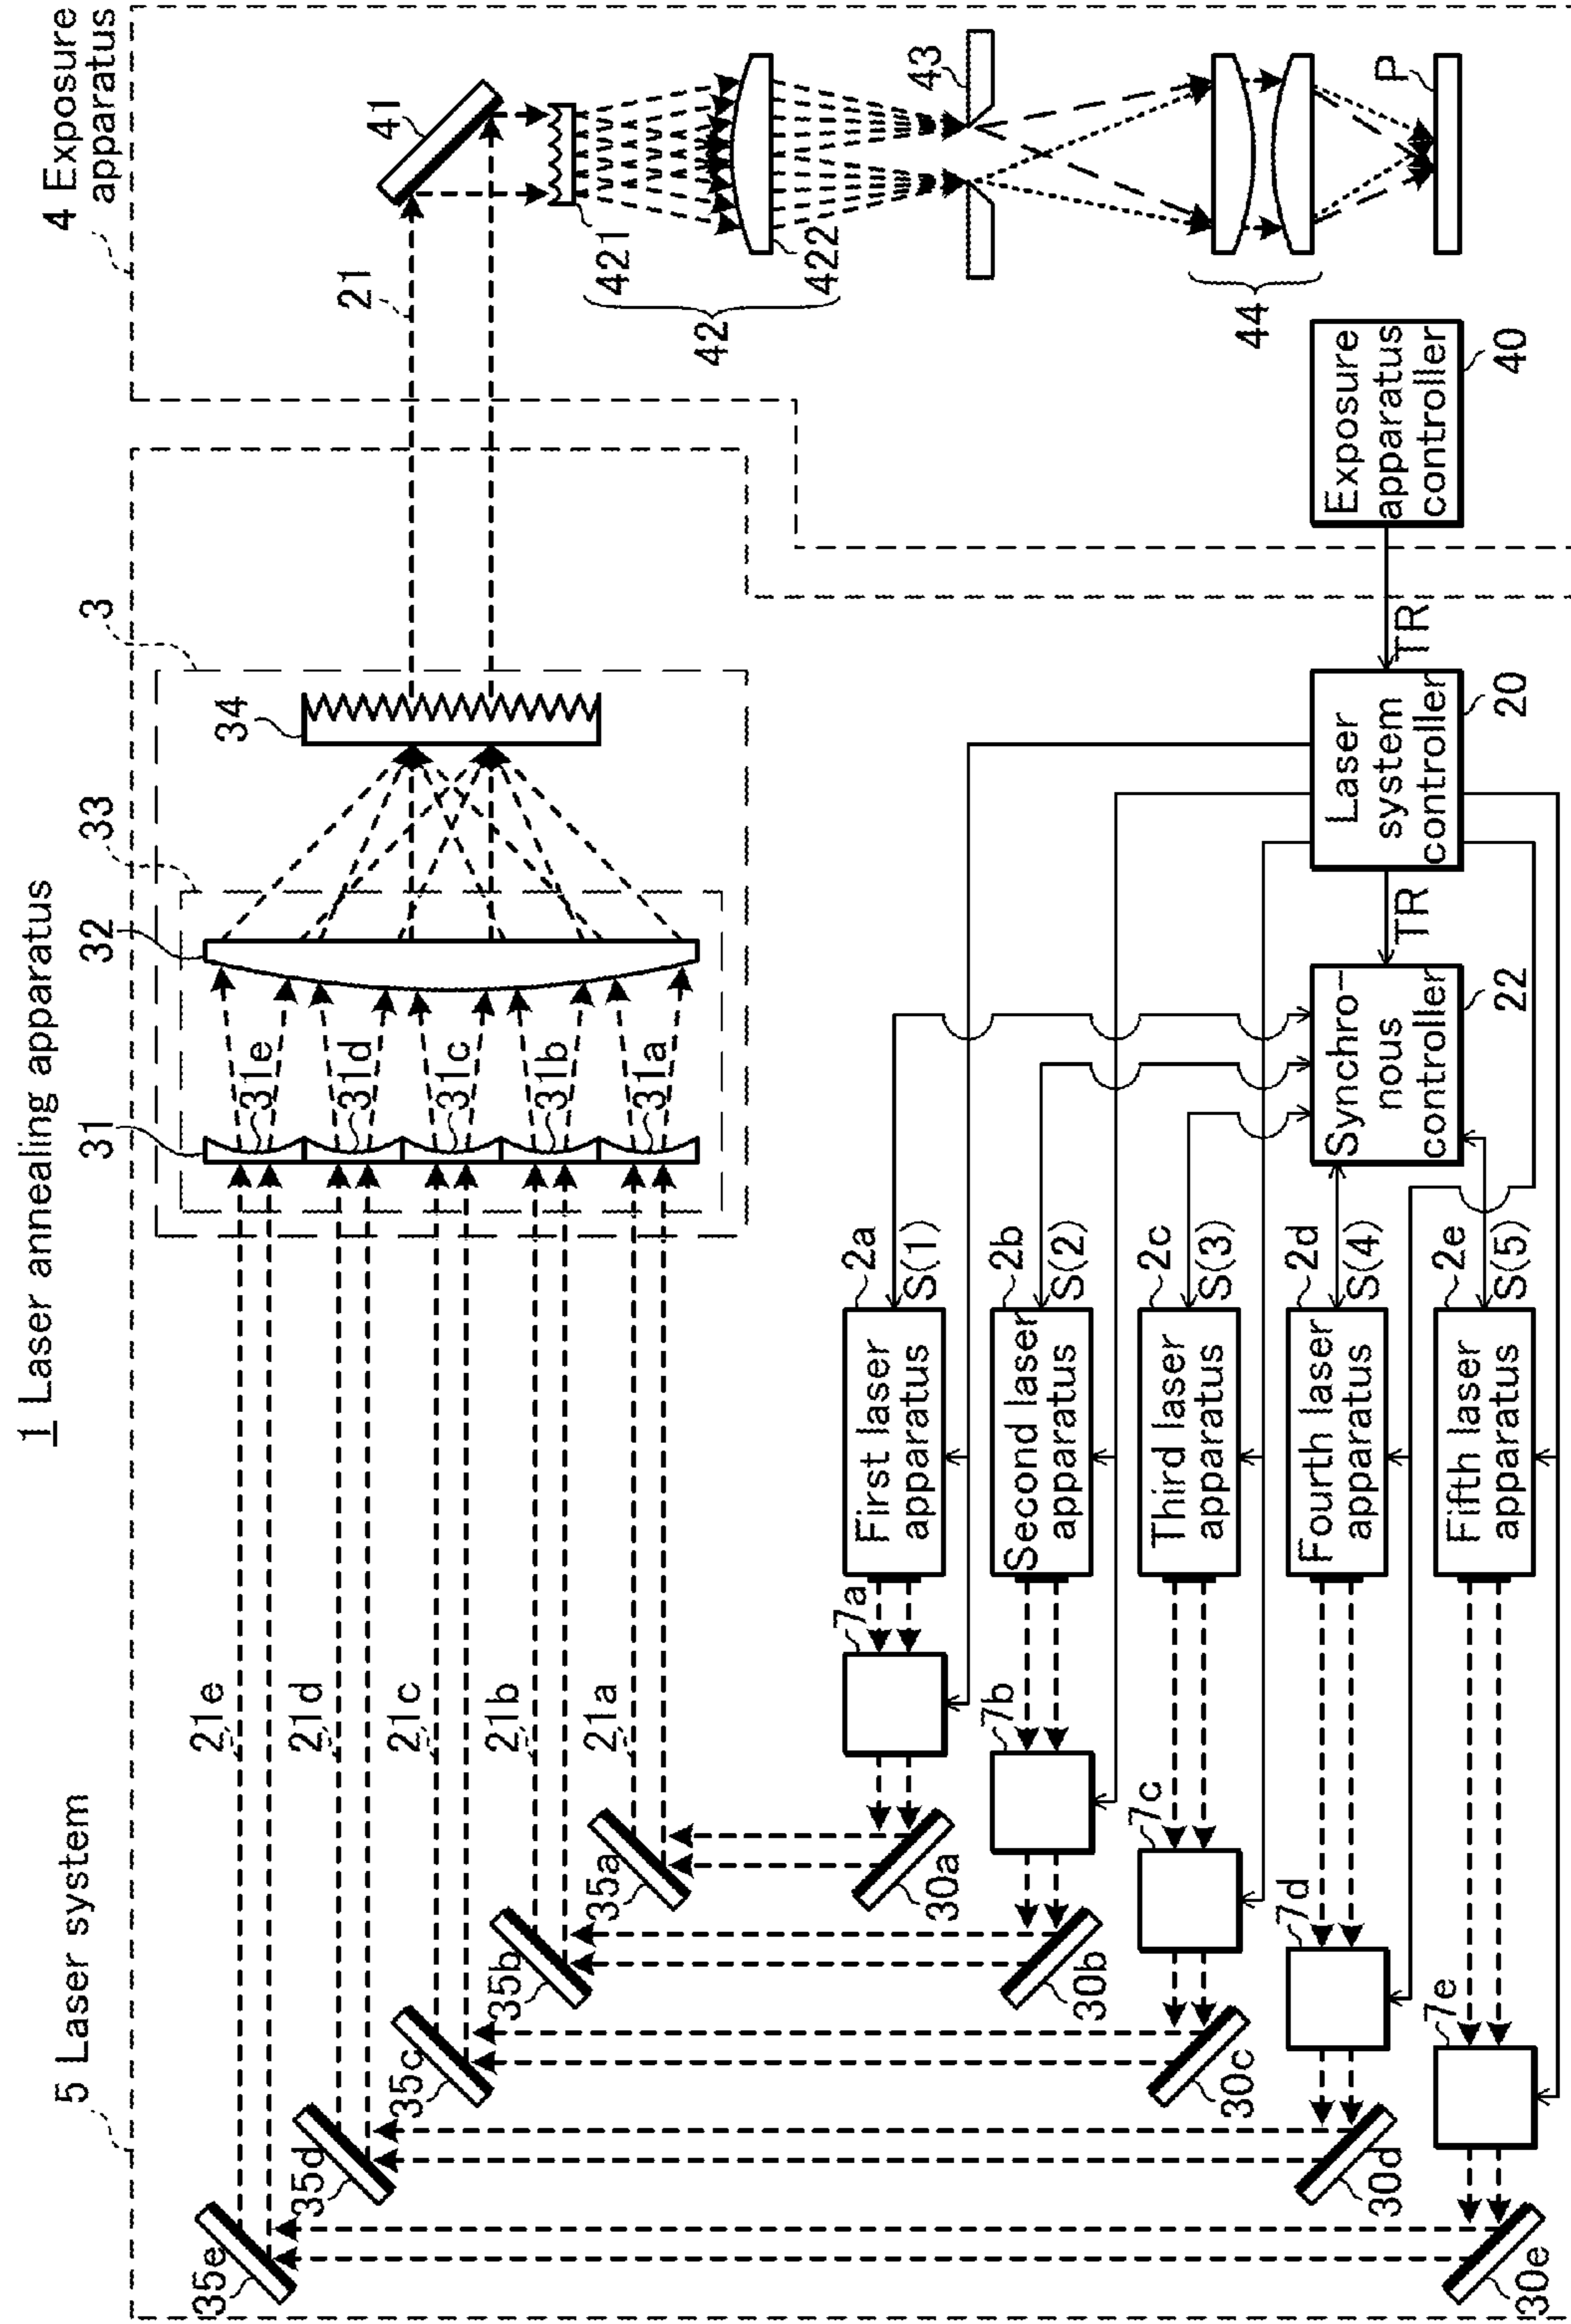 1 Laser annealing apparatus
5 Laser system
4 Exposure
apparatus
3
33
31
32
34
21
41
35e
21e
31e
35d
21d
31d
35c
21c
31c
35b
21b
31b
35a
21a
31a
421
42
422
43
44
P
30a
7a
First laser
apparatus
2a
S(1)
30b
7b
Second laser
apparatus
2b
S(2)
30c
7c
Third laser
apparatus
2c
S(3)
30d
7d
Fourth laser
apparatus
2d
S(4)
30e
7e
Fifth laser
apparatus
2e
S(5)
Synchro-
nous
controller
22
TR
Laser
system
controller
20
TR
Exposure
apparatus
controller
40